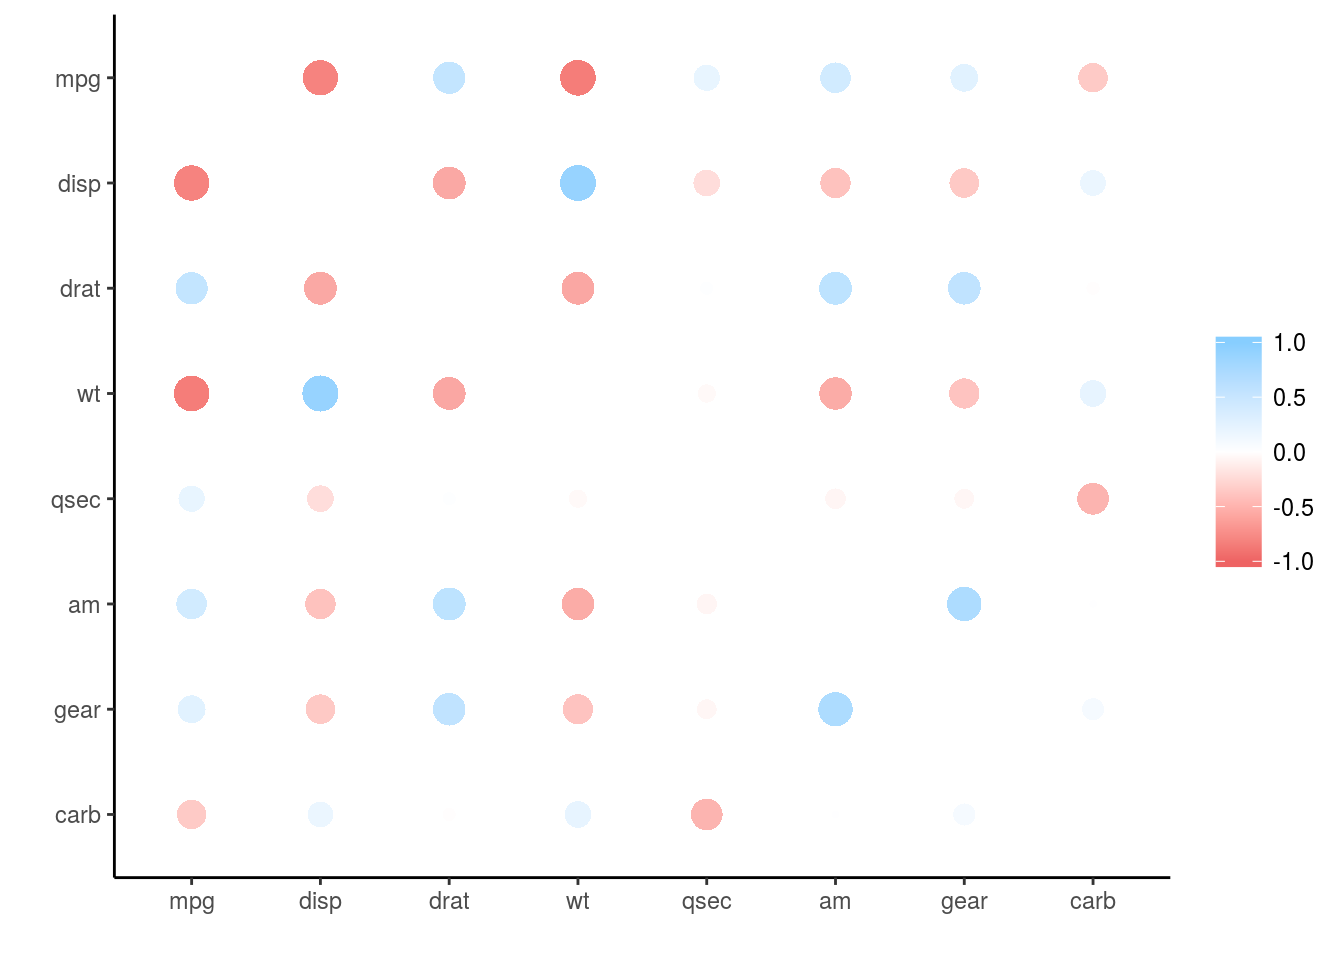 mpg
disp
drat
wt
qsec
am
gear
carb
mpg disp drat wt qsec am gear carb
1.0
0.5
0.0
-0.5
-1.0